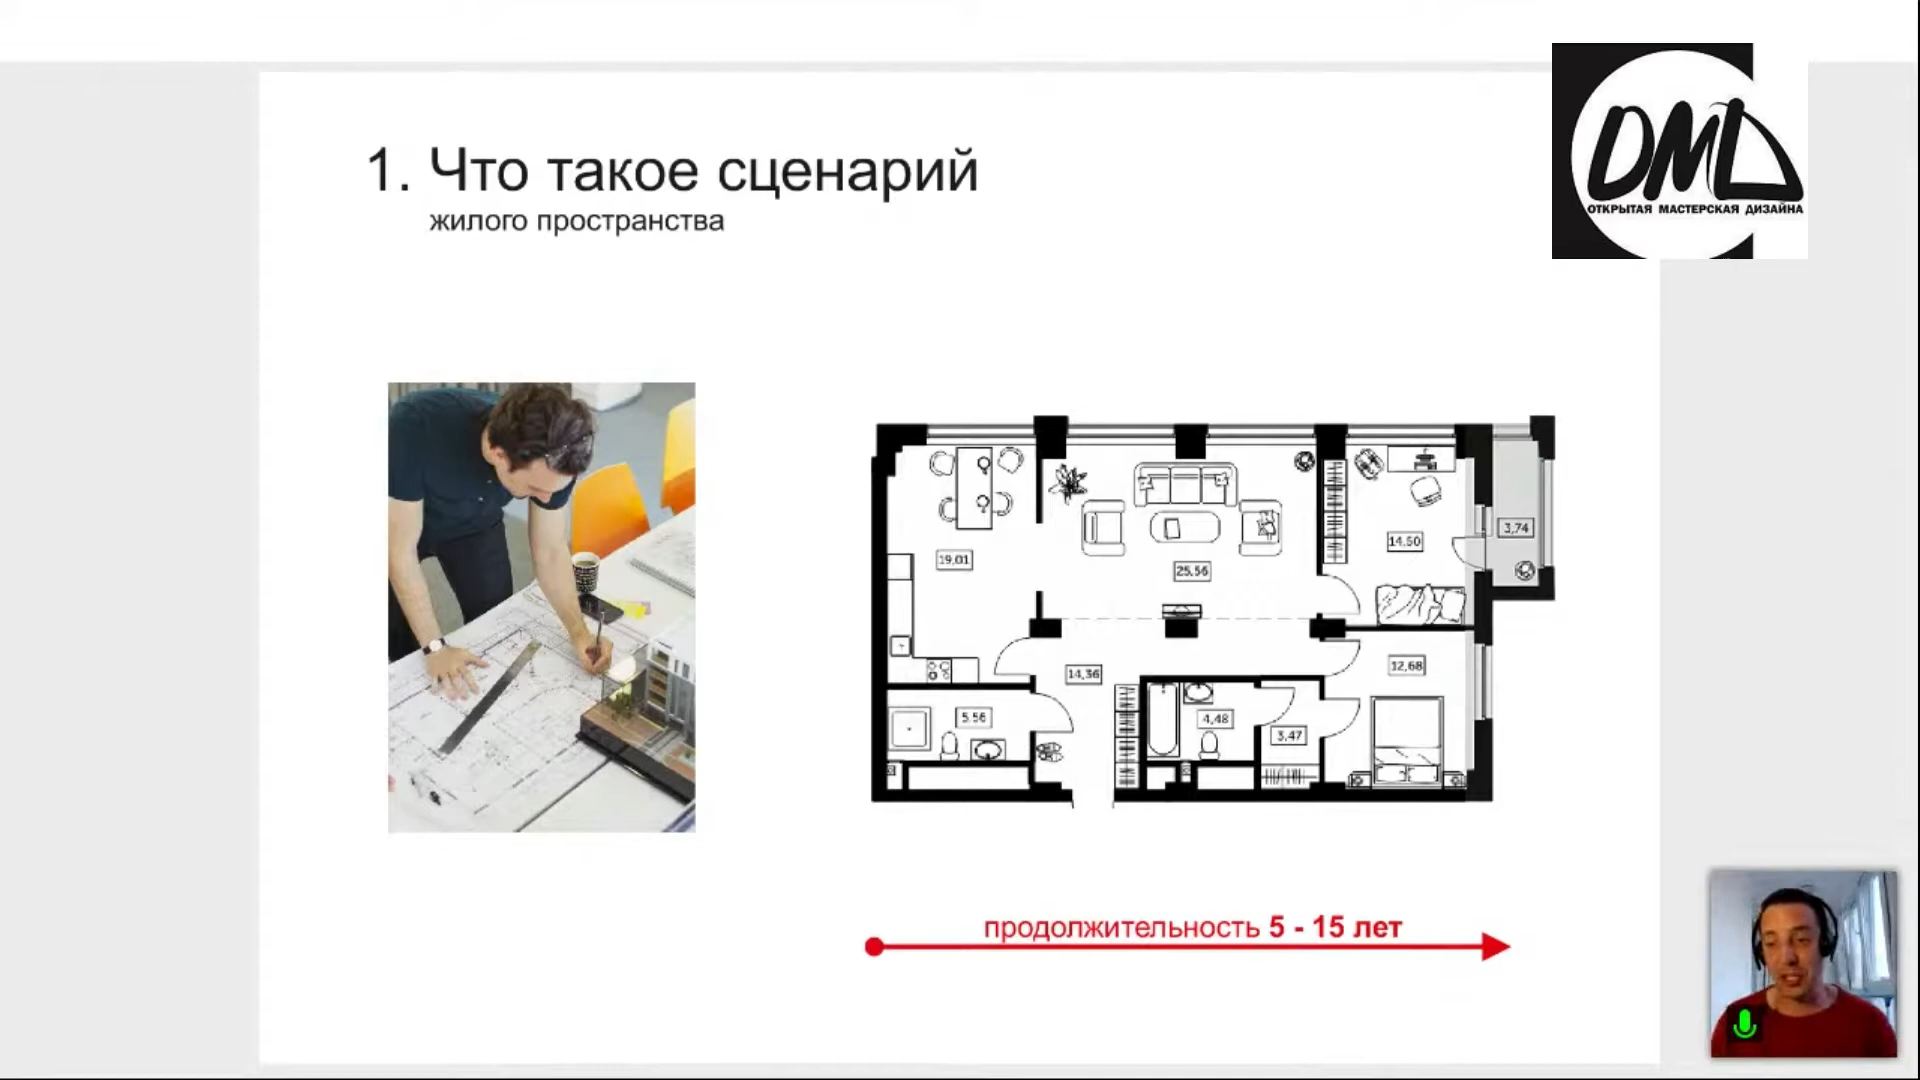 DMD
ОТКРЫТАЯ МАСТЕРСКАЯ ДИЗАЙНА
1. Что такое сценарий
жилого пространства
19,01
25,56
14,50
3,74
14,36
12,68
5.56
4,48
3,47
продолжительность 5 - 15 лет